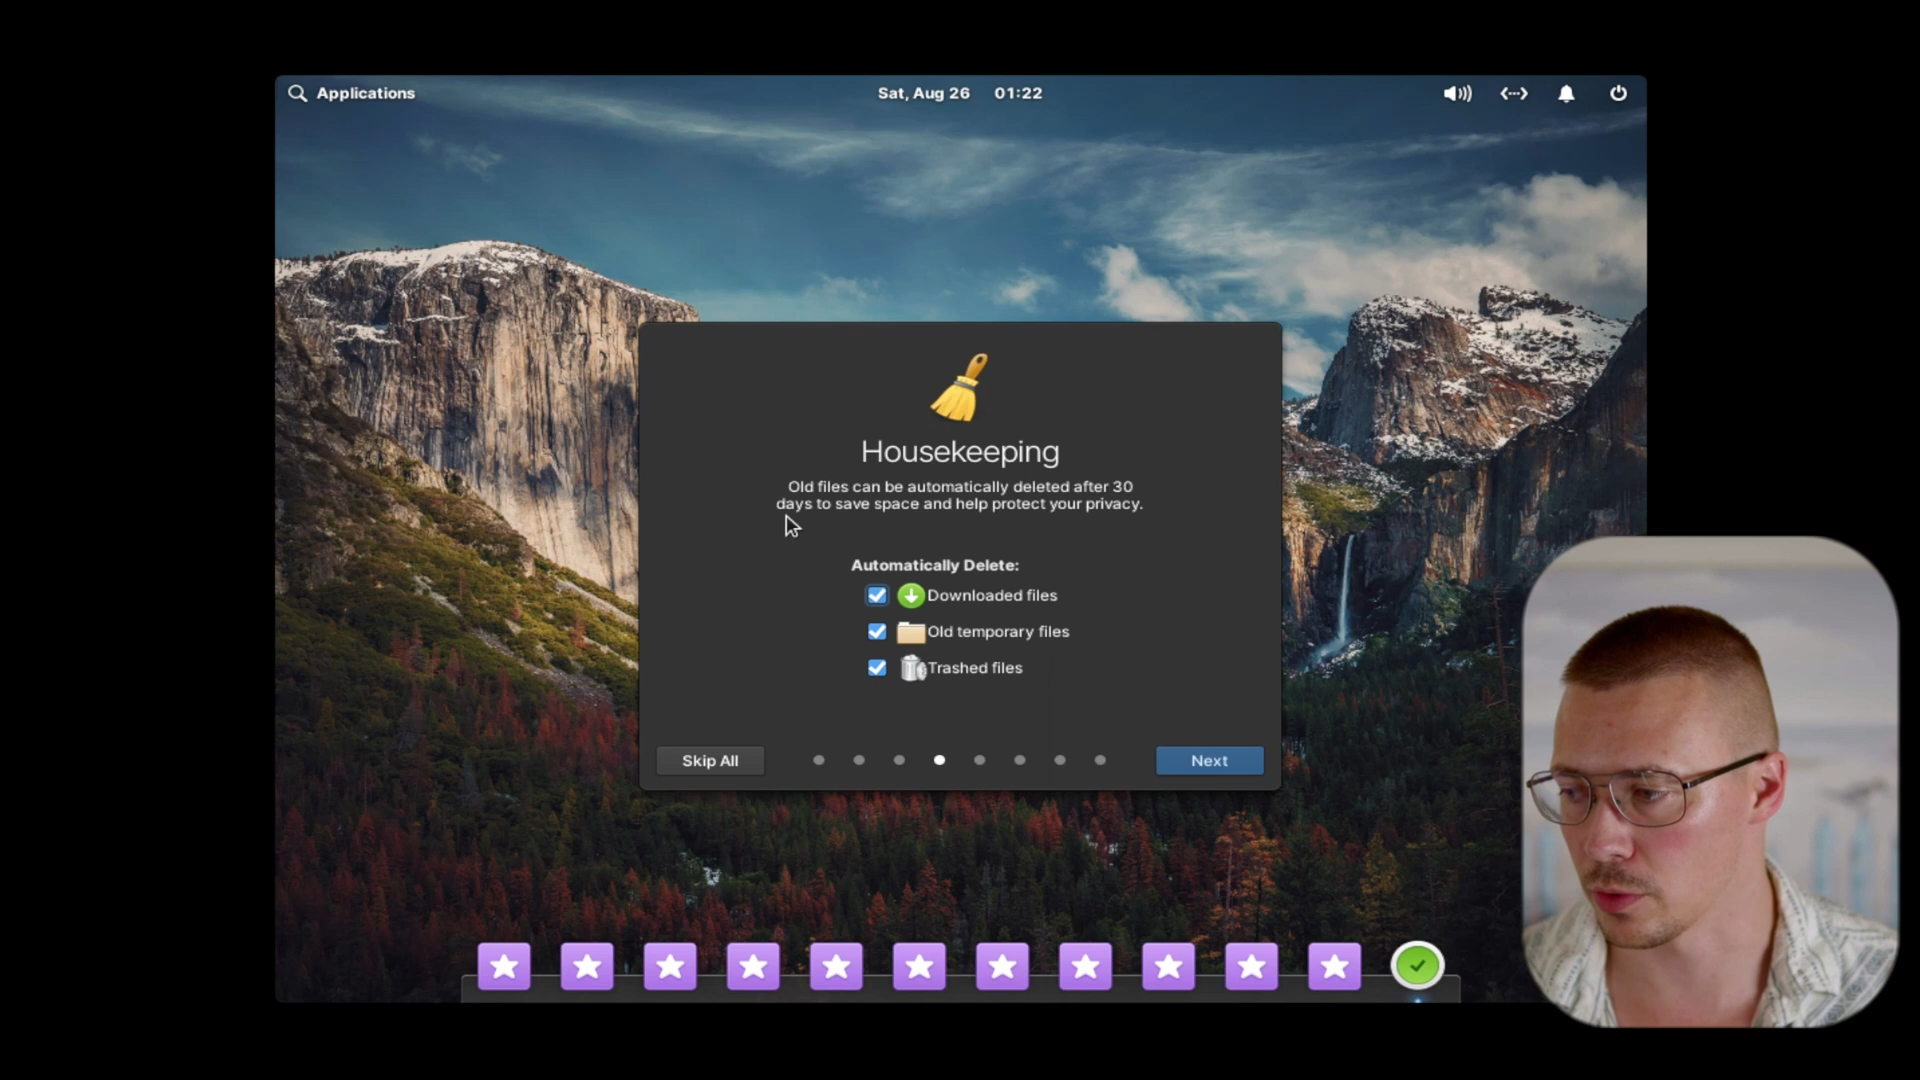 Applications
Sat, Aug 26 01:22
Housekeeping
Old files can be automatically deleted after 30
days to save space and help protect your privacy.
Automatically Delete:
Downloaded files
Old temporary files
Trashed files
Skip All
Next